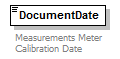 DocumentDate
Measurements Meter
Calibration Date